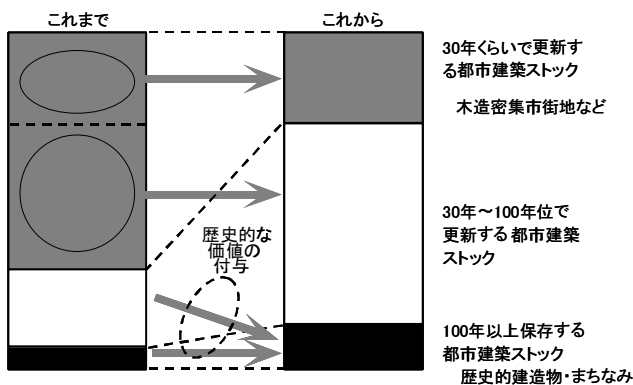 これまで
これから
30年くらいで更新す
る都市建築ストック
木造密集市街地など
歴史的な
価値の
付与
30年～100年位で
更新する都市建築
ストック
100年以上保存する
都市建築ストック
歴史的建造物・まちなみ